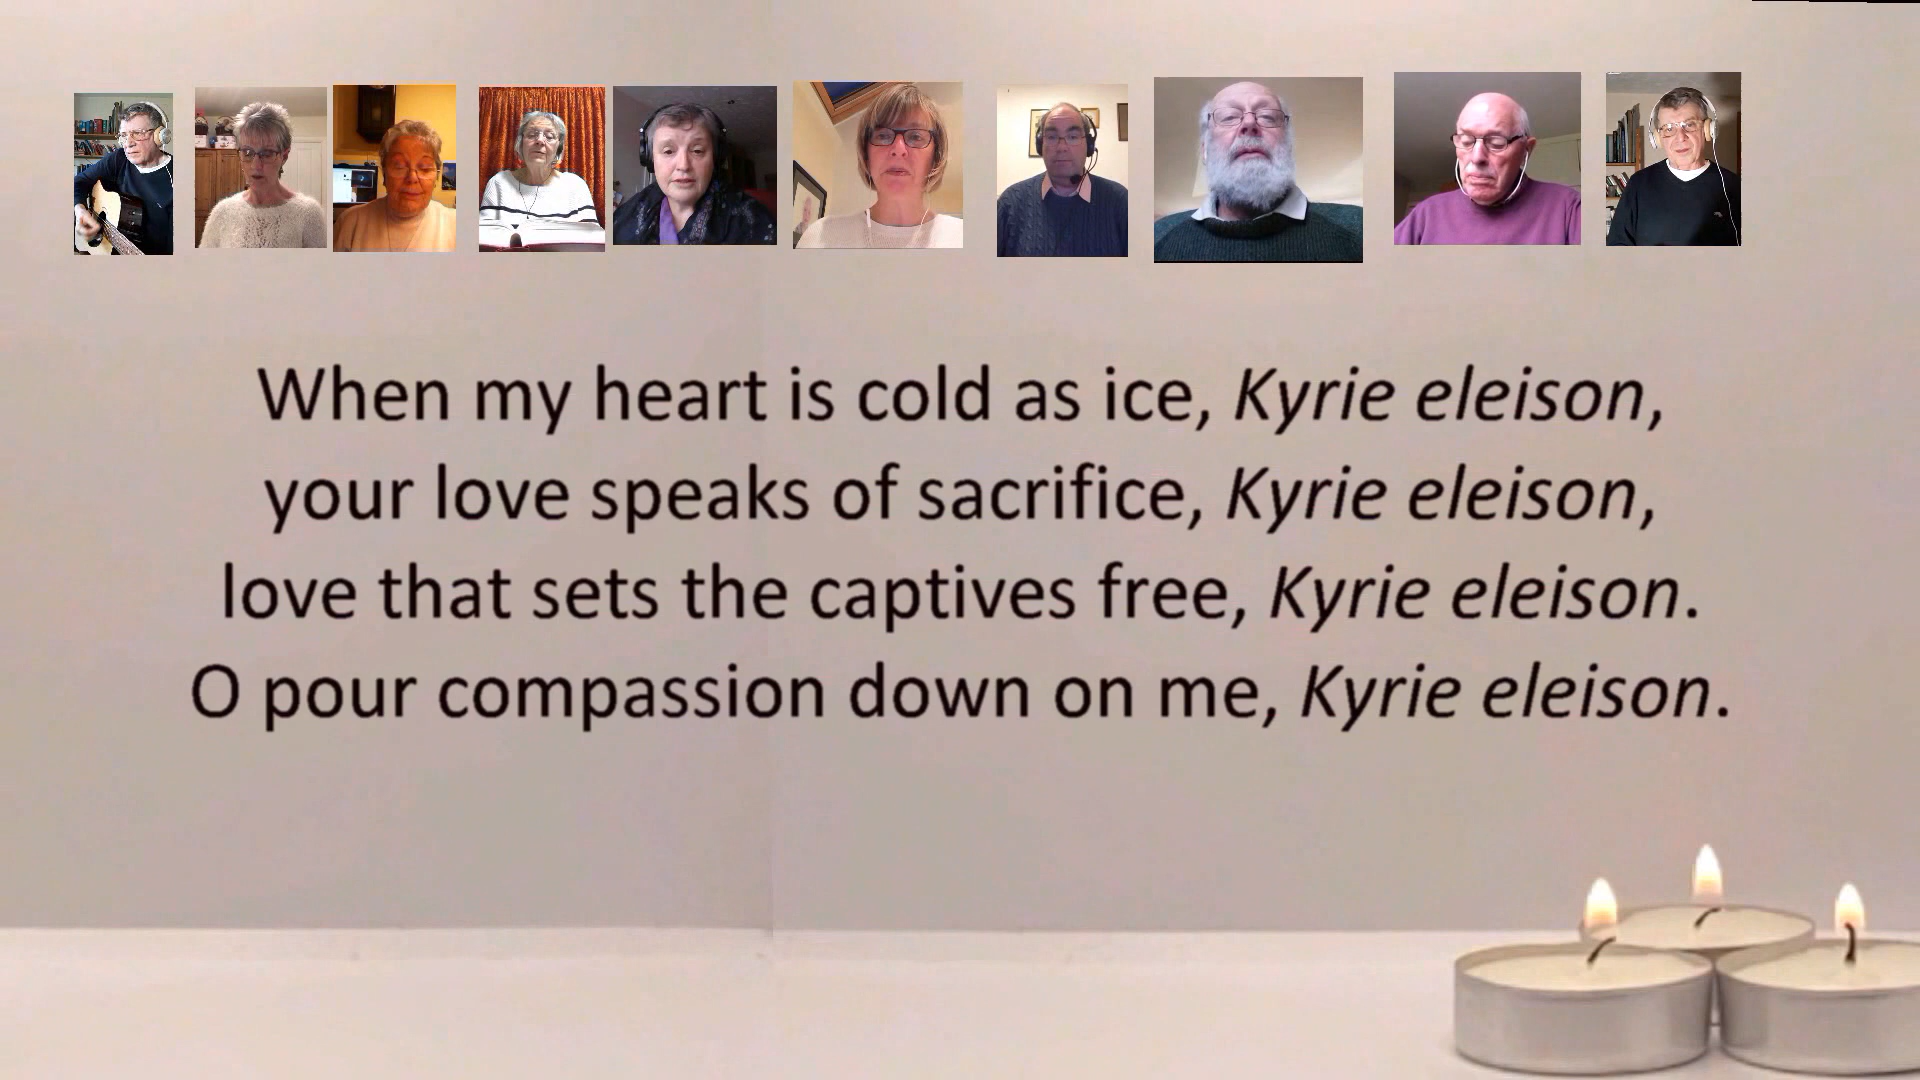 When my heart is cold as ice, Kyrie eleison,
your love speaks of sacrifice, Kyrie eleison,
love that sets the captives free, Kyrie eleison.
O pour compassion down on me, Kyrie eleison.